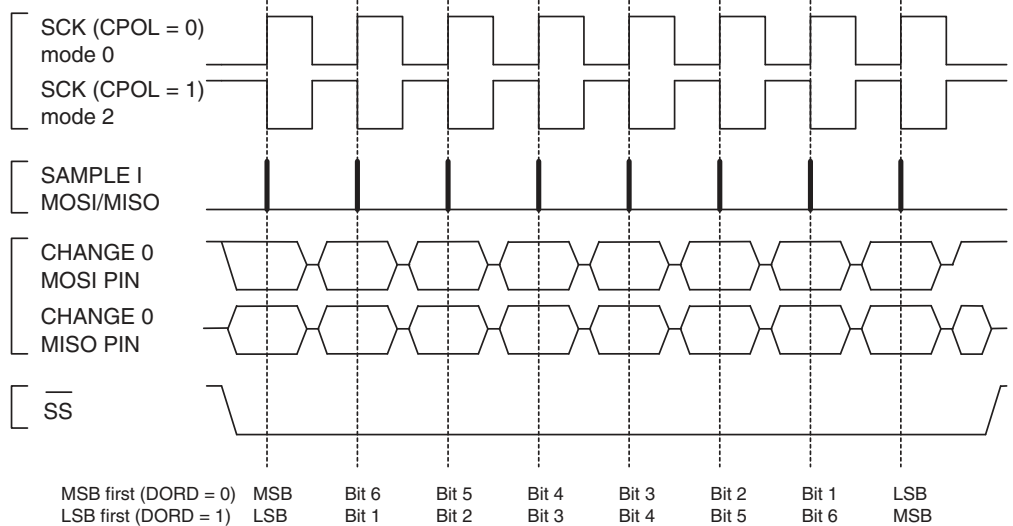 SCK (CPOL = 0)
mode 0
SCK (CPOL = 1)
mode 2
SAMPLE I
MOSI/MISO
CHANGE 0
MOSI PIN
CHANGE 0
MISO PIN
SS
MSB first (DORD = 0) MSB Bit 6 Bit 5 Bit 4 Bit 3 Bit 2 Bit 1 LSB
LSB first (DORD = 1) LSB Bit 1 Bit 2 Bit 3 Bit 4 Bit 5 Bit 6 MSB